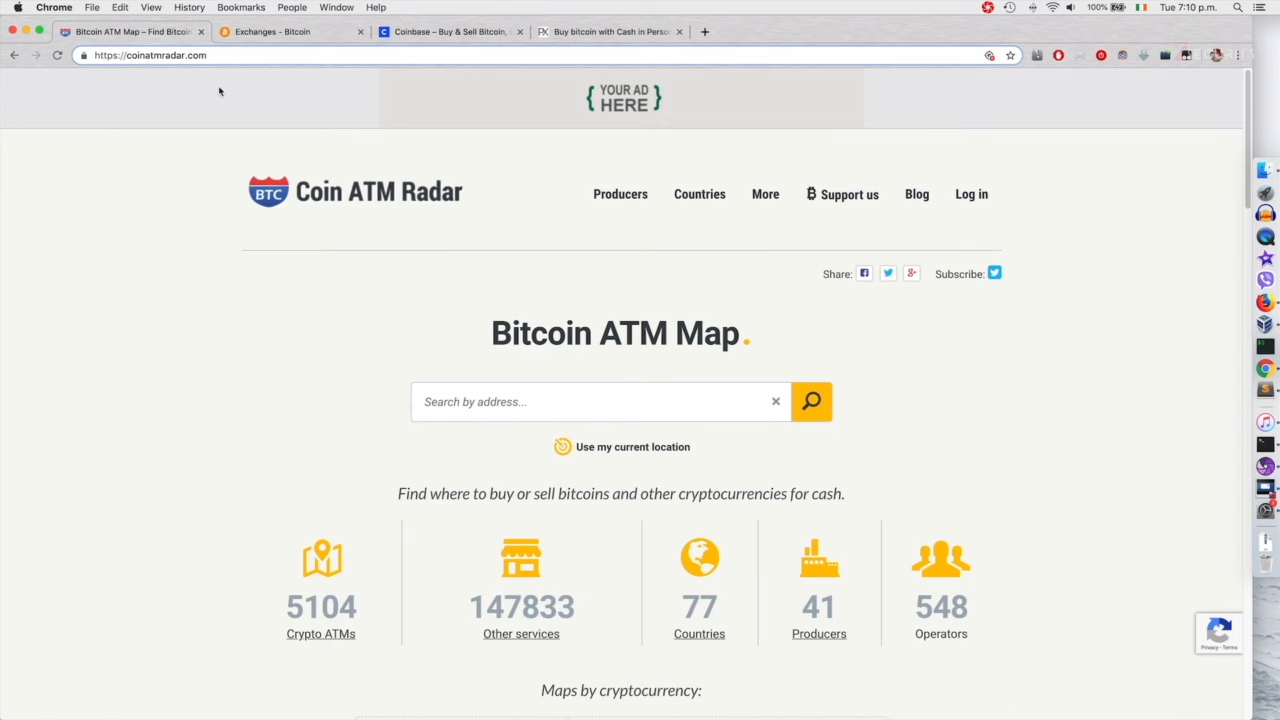 Chrome File Edit View History Bookmarks People Window Help 100% Tue 7:10 p.m.
Bitcoin ATM Map – Find Bitcoin Exchanges - Bitcoin Coinbase – Buy & Sell Bitcoin, Buy bitcoin with Cash in Person
https://coinatmradar.com
{ YOUR AD HERE }
BTC Coin ATM Radar
Producers Countries More Support us Blog Log in
Share: Subscribe:
Bitcoin ATM Map.
Search by address...
Use my current location
Find where to buy or sell bitcoins and other cryptocurrencies for cash.
5104 147833 77 41 548
Crypto ATMs Other services Countries Producers Operators
Privacy - Terms
Maps by cryptocurrency: